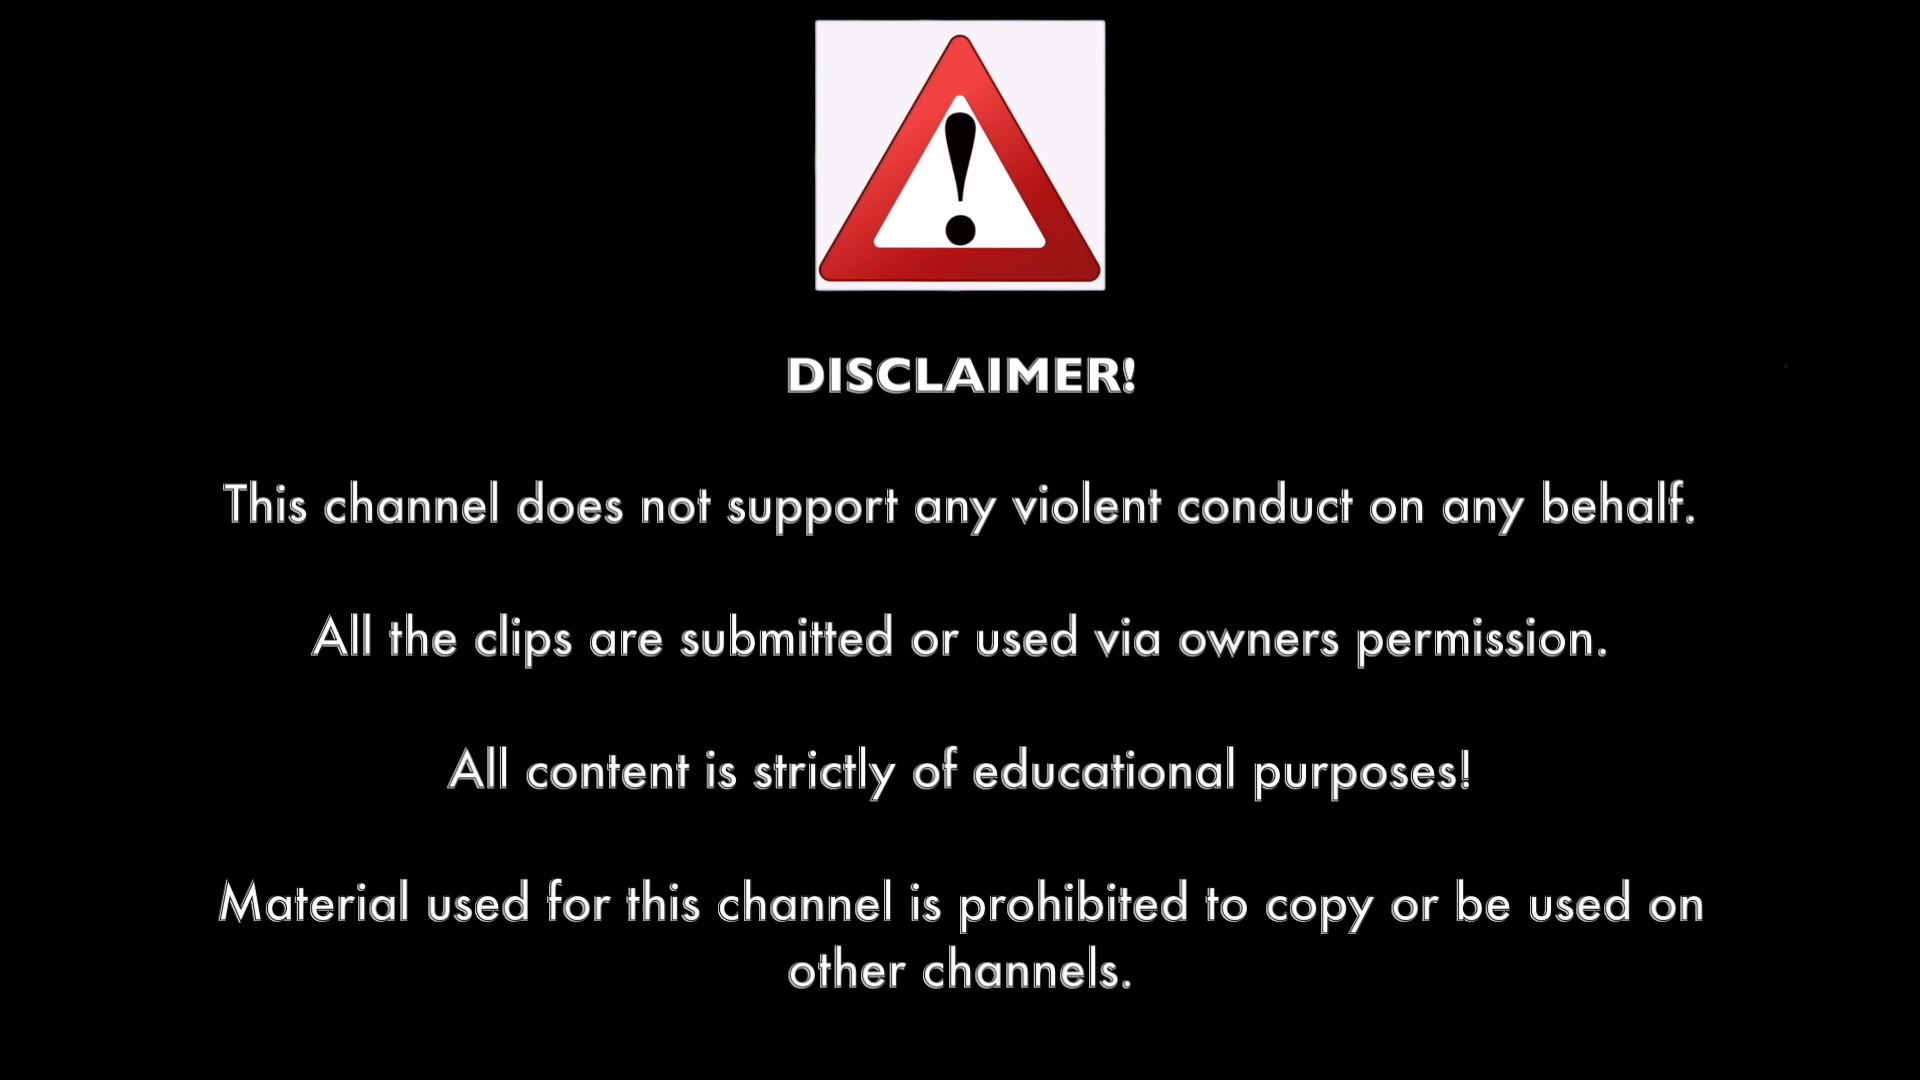 DISCLAIMER!
This channel does not support any violent conduct on any behalf.
All the clips are submitted or used via owners permission.
All content is strictly of educational purposes!
Material used for this channel is prohibited to copy or be used on
other channels.